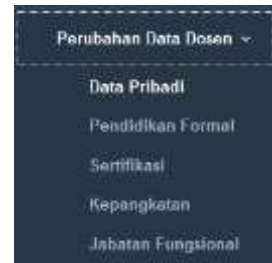 Perubahan Data Dosen
Data Pribadi
Pendidikan Formal
Sertifikasi
Kepangkatan
Jabatan Fungsional